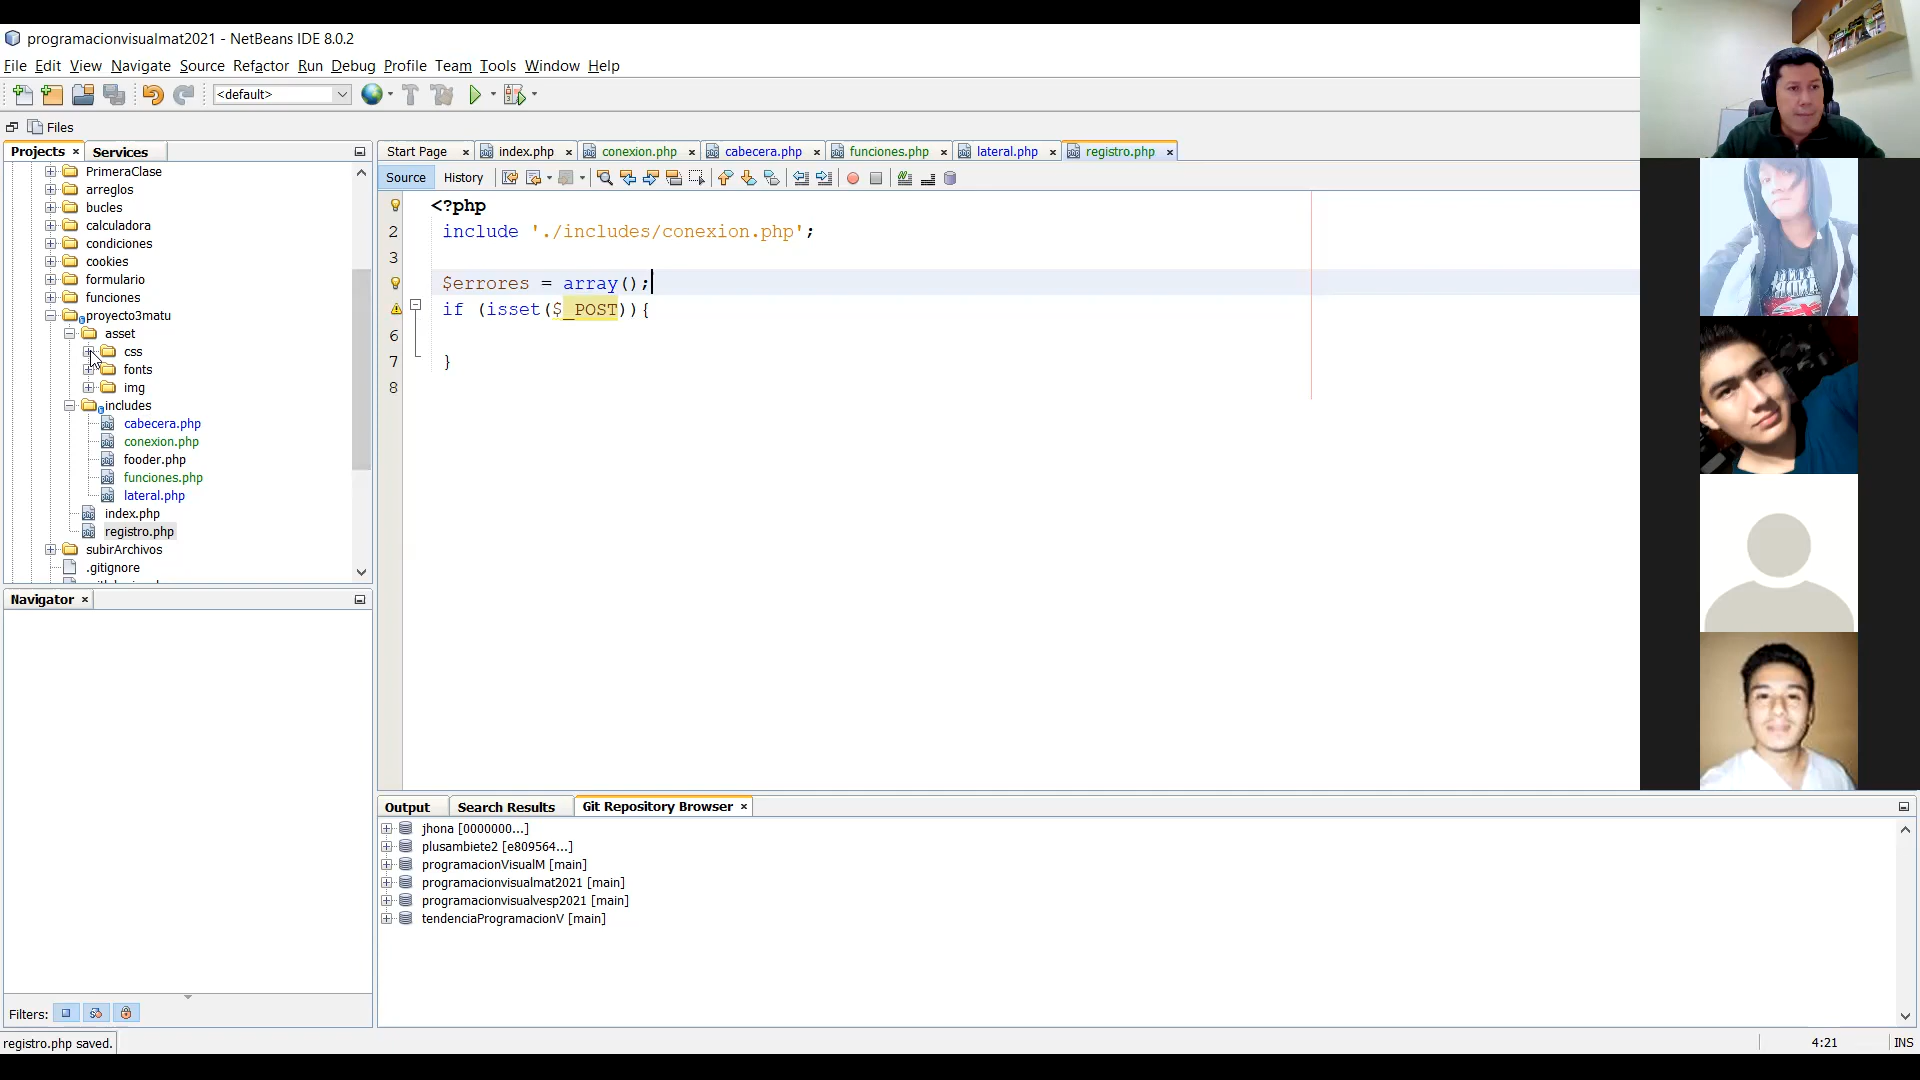 programacionvisualmat2021 - NetBeans IDE 8.0.2
File Edit View Navigate Source Refactor Run Debug Profile Team Tools Window Help
<default>
Files
Projects Services
PrimeraClase
arreglos
bucles
calculadora
condiciones
cookies
formulario
funciones
proyecto3matu
asset
css
fonts
img
includes
cabecera.php
conexion.php
fooder.php
funciones.php
lateral.php
index.php
registro.php
subirArchivos
.gitignore
Navigator
Filters:
registro.php saved.
Start Page index.php conexion.php cabecera.php funciones.php lateral.php registro.php
Source History
<?php
2 include './includes/conexion.php';
3
$errores = array();
if (isset($_POST)){
6
7 }
8
Output Search Results Git Repository Browser
jhona [0000000...]
plusambiete2 [e809564...]
programacionVisualM [main]
programacionvisualmat2021 [main]
programacionvisualvesp2021 [main]
tendenciaProgramacionV [main]
4:21 INS